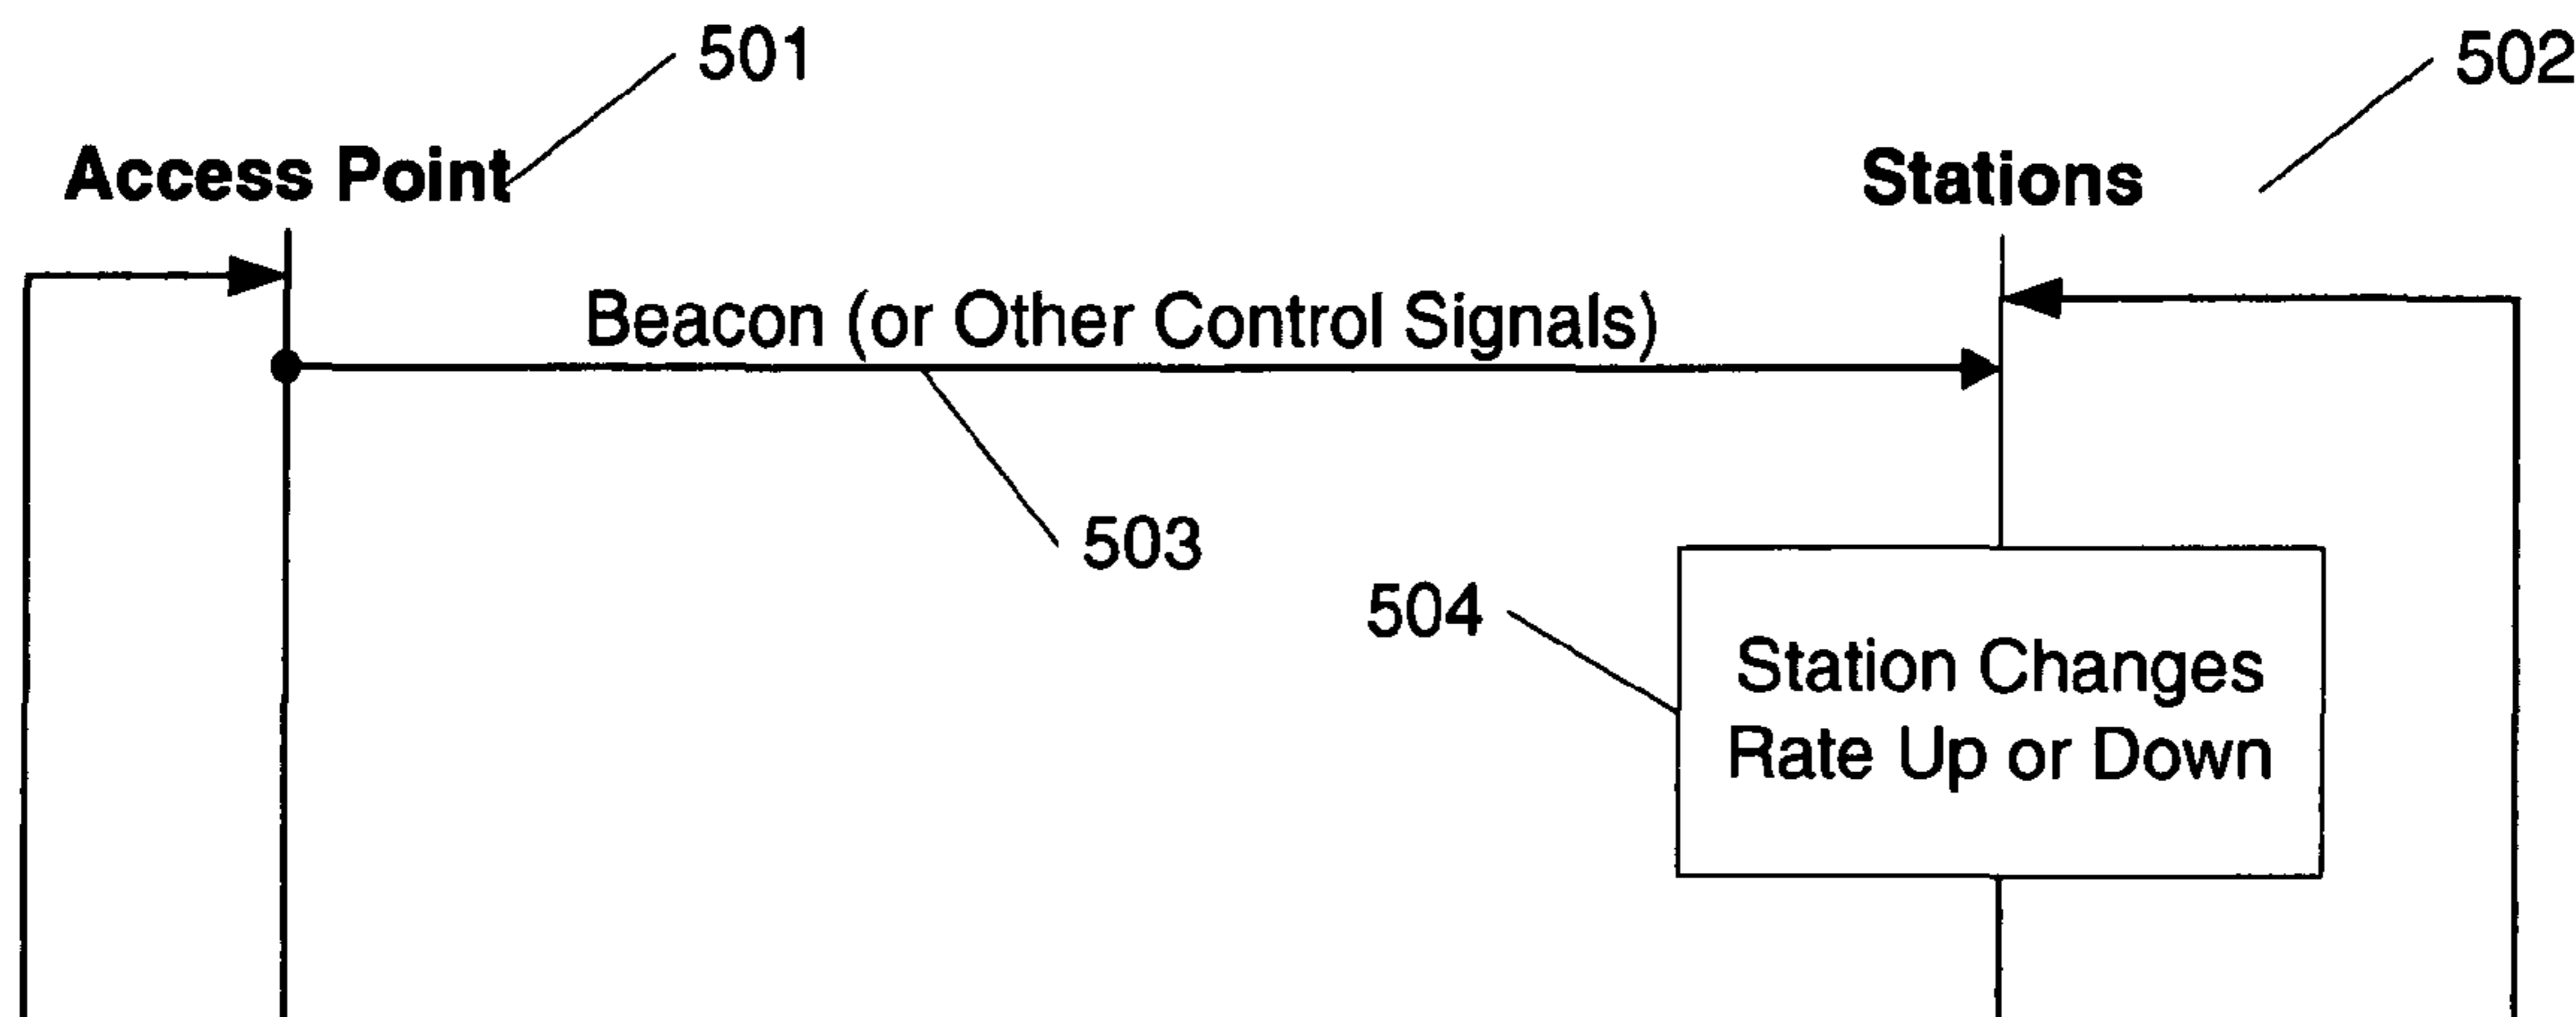 501
502
Access Point
Stations
Beacon (or Other Control Signals)
503
504
Station Changes
Rate Up or Down